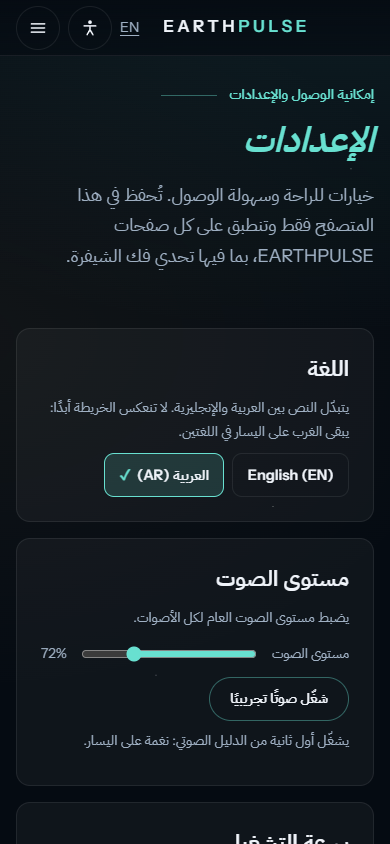 EARTHPULSE
EN
إمكانية الوصول والإعدادات
الإعدادات
خيارات للراحة وسهولة الوصول. تُحفظ في هذا
المتصفح فقط وتنطبق على كل صفحات
EARTHPULSE، بما فيها تحدي فك الشيفرة.
اللغة
يتبدّل النص بين العربية والإنجليزية. لا تنعكس الخريطة أبدًا:
يبقى الغرب على اليسار في اللغتين.
English (EN)
العربية (AR) ✓
مستوى الصوت
يضبط مستوى الصوت العام لكل الأصوات.
مستوى الصوت
72%
شغّل صوتًا تجريبيًا
يشغّل أول ثانية من الدليل الصوتي: نغمة على اليسار.